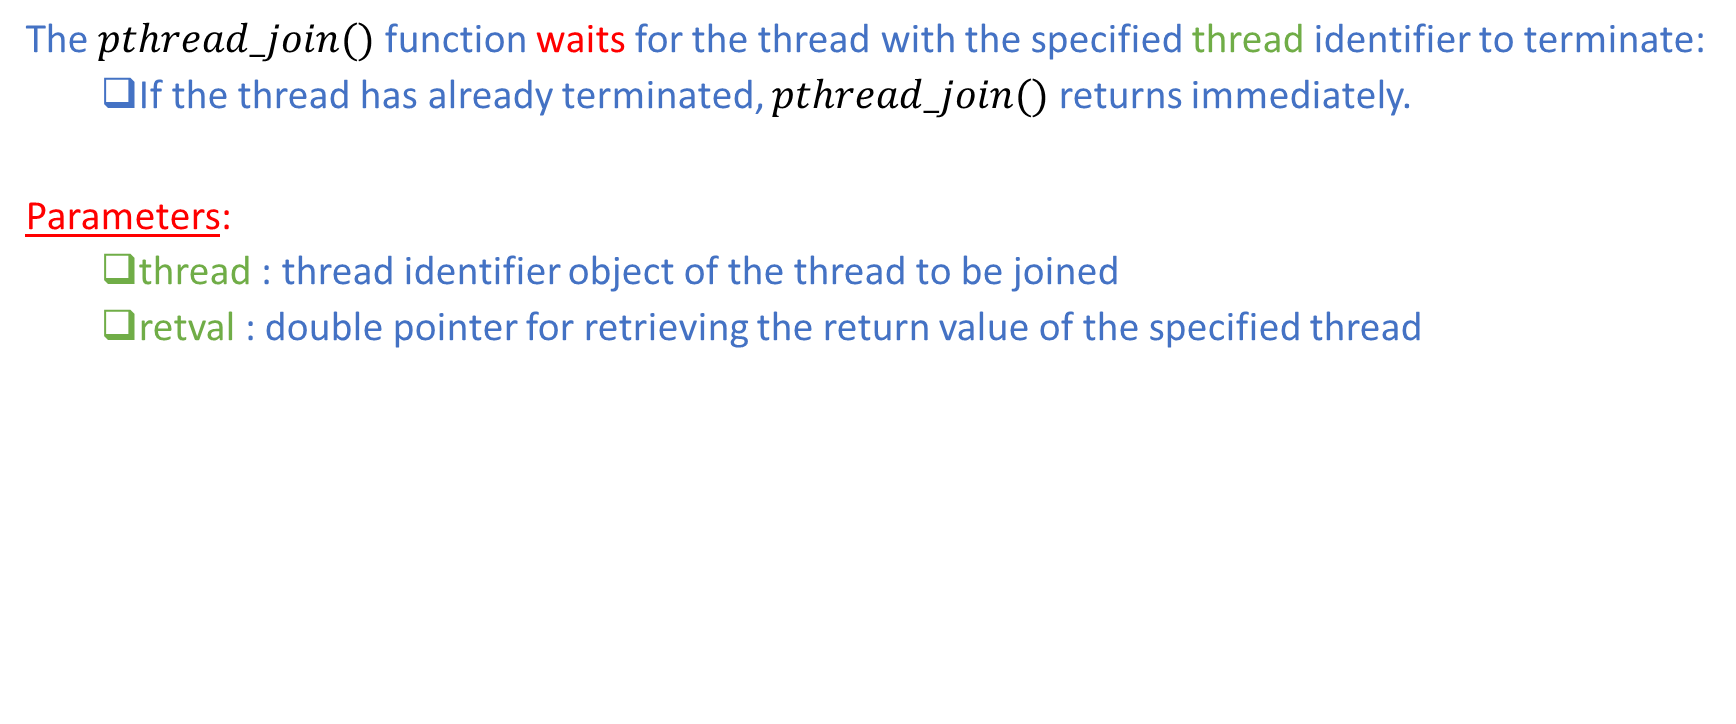 The pthread_join() function waits for the thread with the specified thread identifier to terminate:
❑If the thread has already terminated, pthread_join() returns immediately.
Parameters:
❑thread : thread identifier object of the thread to be joined
❑retval : double pointer for retrieving the return value of the specified thread